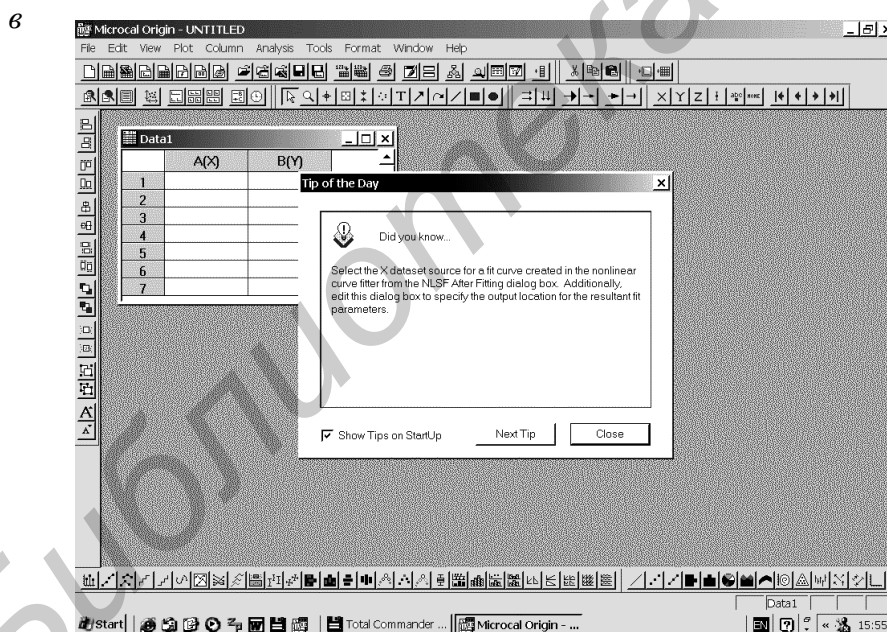 в
Microcal Origin - UNTITLED
File Edit View Plot Column Analysis Tools Format Window Help
Data1
A(X) B(Y)
1
2
3
4
5
6
7
Tip of the Day
Did you know...
Select the X dataset source for a fit curve created in the nonlinear
curve fitter from the NLSF After Fitting dialog box. Additionally,
edit this dialog box to specify the output location for the resultant fit
parameters.
Show Tips on StartUp Next Tip Close
Data1
Start Total Commander ... Microcal Origin - ... EN « 15:55
Библиотека